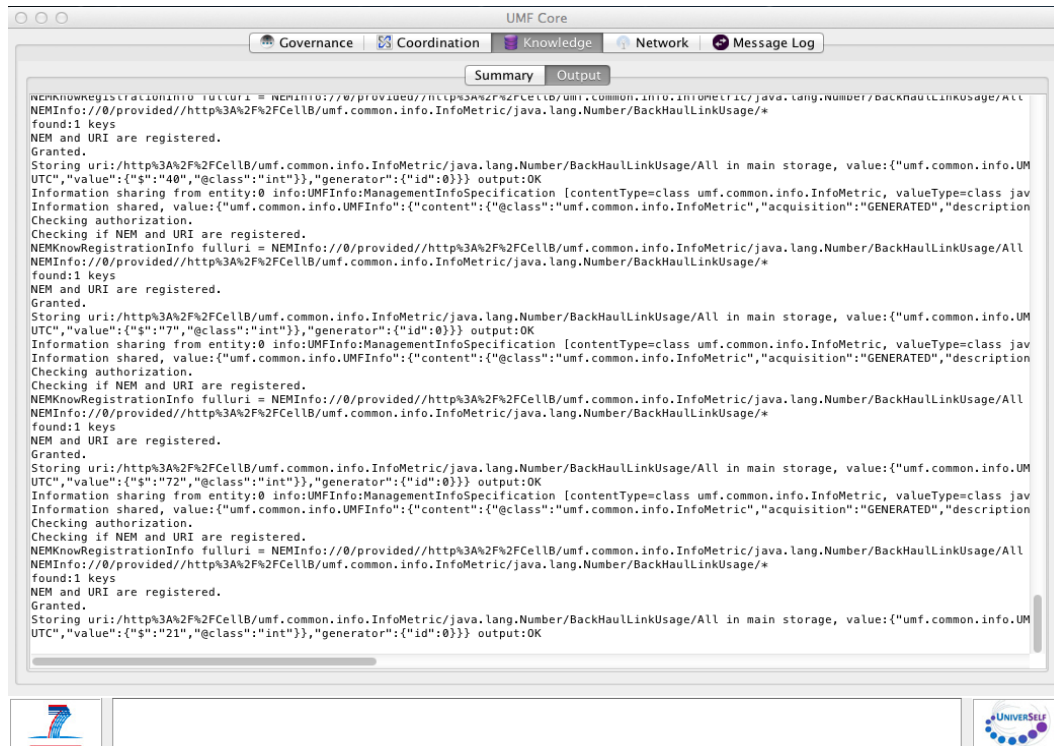 UMF Core
Governance Coordination Knowledge Network Message Log
Summary Output
NEMKnowRegistrationInfo fulluri = NEMInfo://0/provided//http%3A%2F%2FCellB/umf.common.info.InfoMetric/java.lang.Number/BackHaulLinkUsage/All
NEMInfo://0/provided//http%3A%2F%2FCellB/umf.common.info.InfoMetric/java.lang.Number/BackHaulLinkUsage/*
found:1 keys
NEM and URI are registered.
Granted.
Storing uri:/http%3A%2F%2FCellB/umf.common.info.InfoMetric/java.lang.Number/BackHaulLinkUsage/All in main storage, value:{"umf.common.info.UM
UTC","value":{"$":"40","@class":"int"}},"generator":{"id":0}}} output:OK
Information sharing from entity:0 info:UMFInfo:ManagementInfoSpecification [contentType=class umf.common.info.InfoMetric, valueType=class jav
Information shared, value:{"umf.common.info.UMFInfo":{"content":{"@class":"umf.common.info.InfoMetric","acquisition":"GENERATED","description
Checking authorization.
Checking if NEM and URI are registered.
NEMKnowRegistrationInfo fulluri = NEMInfo://0/provided//http%3A%2F%2FCellB/umf.common.info.InfoMetric/java.lang.Number/BackHaulLinkUsage/All
NEMInfo://0/provided//http%3A%2F%2FCellB/umf.common.info.InfoMetric/java.lang.Number/BackHaulLinkUsage/*
found:1 keys
NEM and URI are registered.
Granted.
Storing uri:/http%3A%2F%2FCellB/umf.common.info.InfoMetric/java.lang.Number/BackHaulLinkUsage/All in main storage, value:{"umf.common.info.UM
UTC","value":{"$":"7","@class":"int"}},"generator":{"id":0}}} output:OK
Information sharing from entity:0 info:UMFInfo:ManagementInfoSpecification [contentType=class umf.common.info.InfoMetric, valueType=class jav
Information shared, value:{"umf.common.info.UMFInfo":{"content":{"@class":"umf.common.info.InfoMetric","acquisition":"GENERATED","description
Checking authorization.
Checking if NEM and URI are registered.
NEMKnowRegistrationInfo fulluri = NEMInfo://0/provided//http%3A%2F%2FCellB/umf.common.info.InfoMetric/java.lang.Number/BackHaulLinkUsage/All
NEMInfo://0/provided//http%3A%2F%2FCellB/umf.common.info.InfoMetric/java.lang.Number/BackHaulLinkUsage/*
found:1 keys
NEM and URI are registered.
Granted.
Storing uri:/http%3A%2F%2FCellB/umf.common.info.InfoMetric/java.lang.Number/BackHaulLinkUsage/All in main storage, value:{"umf.common.info.UM
UTC","value":{"$":"72","@class":"int"}},"generator":{"id":0}}} output:OK
Information sharing from entity:0 info:UMFInfo:ManagementInfoSpecification [contentType=class umf.common.info.InfoMetric, valueType=class jav
Information shared, value:{"umf.common.info.UMFInfo":{"content":{"@class":"umf.common.info.InfoMetric","acquisition":"GENERATED","description
Checking authorization.
Checking if NEM and URI are registered.
NEMKnowRegistrationInfo fulluri = NEMInfo://0/provided//http%3A%2F%2FCellB/umf.common.info.InfoMetric/java.lang.Number/BackHaulLinkUsage/All
NEMInfo://0/provided//http%3A%2F%2FCellB/umf.common.info.InfoMetric/java.lang.Number/BackHaulLinkUsage/*
found:1 keys
NEM and URI are registered.
Granted.
Storing uri:/http%3A%2F%2FCellB/umf.common.info.InfoMetric/java.lang.Number/BackHaulLinkUsage/All in main storage, value:{"umf.common.info.UM
UTC","value":{"$":"21","@class":"int"}},"generator":{"id":0}}} output:OK
7
UNIVERSELF